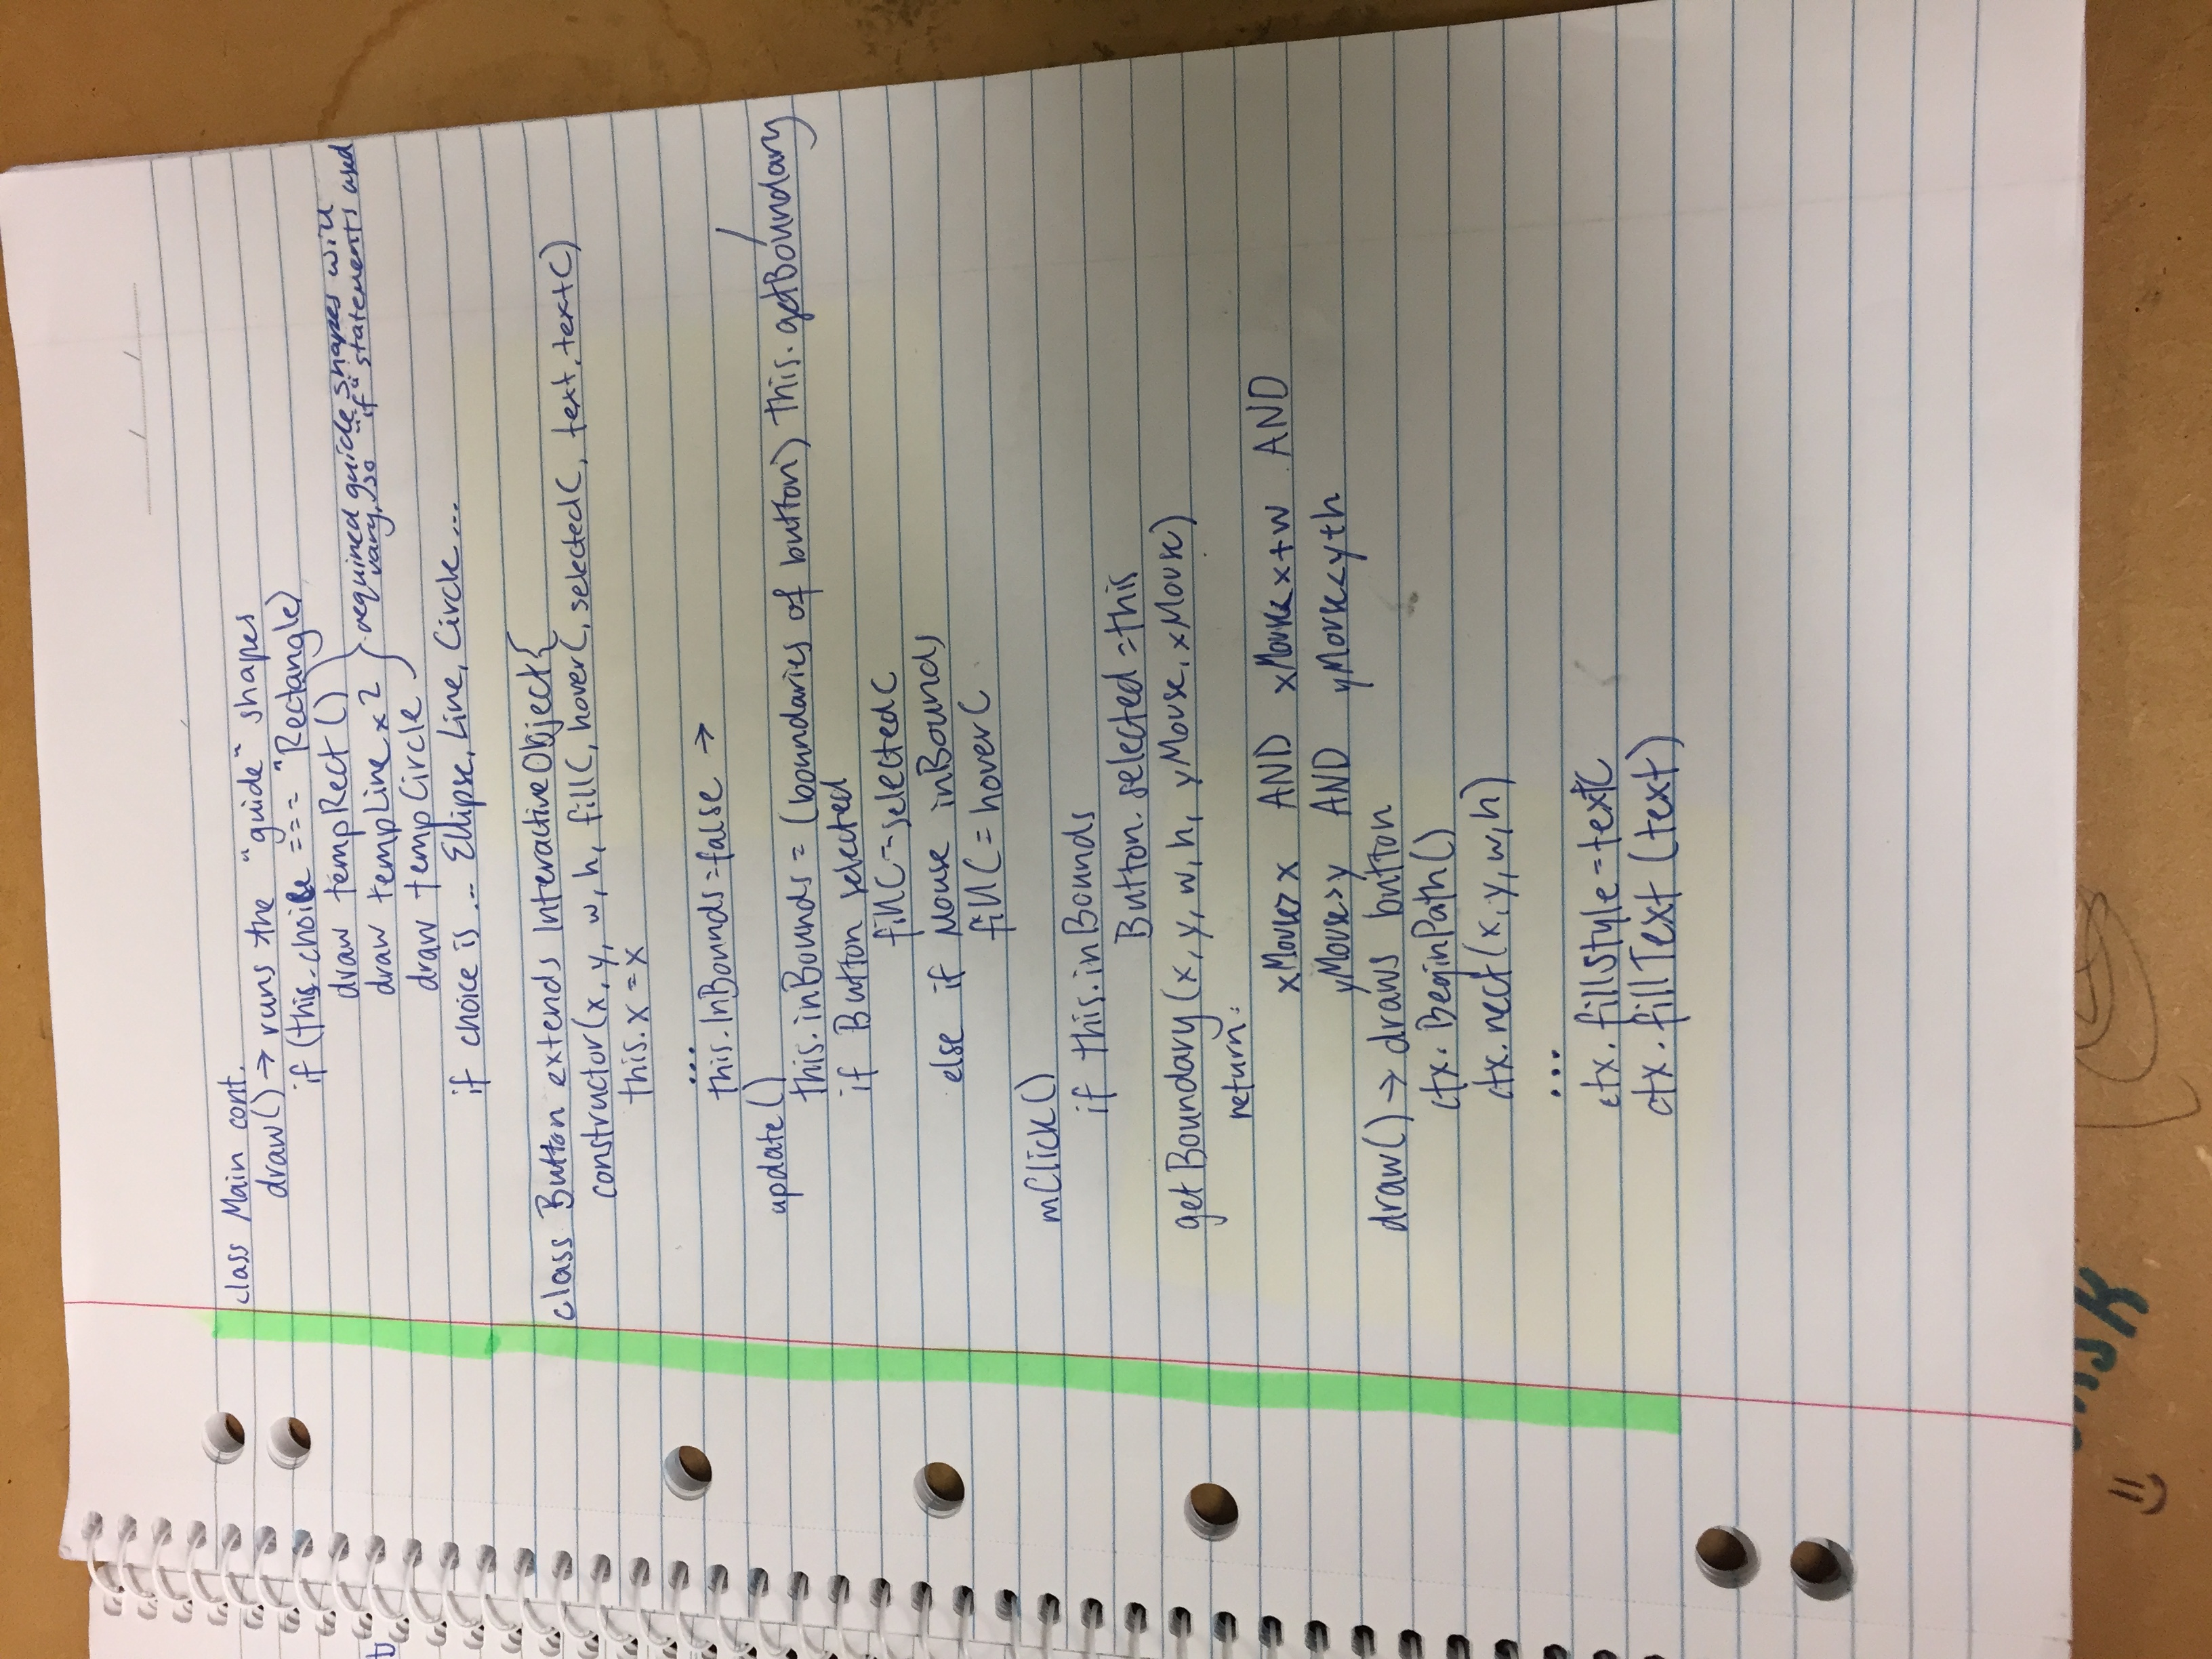 class Main cont.
draw() → runs the "guide" shapes
if (this.choice === "Rectangle)
draw tempRect ()
draw tempLine x 2
draw tempCircle
required guide shapes will
vary, so "if" statements used
if choice is ... Ellipse, Line, Circle ...
class Button extends InteractiveObject{
constructor(x, y, w, h, fillC, hoverC, selectedC, text, textC)
this.x = x
...
this.InBounds = false →
update()
this.inBounds = (boundaries of button) this.getBoundary
if Button selected
fillC = selectedC
else if Mouse inBounds
fillC = hoverC
mClick()
if this.inBounds
Button.selected = this
getBoundary (x, y, w, h, yMouse, xMouse)
return:
xMouse > x AND xMouse < x+w AND
yMouse > y AND yMouse < y+h
draw() → draws button
ctx.BeginPath()
ctx.rect(x, y, w, h)
...
ctx.fillStyle = textC
ctx.fillText (text)